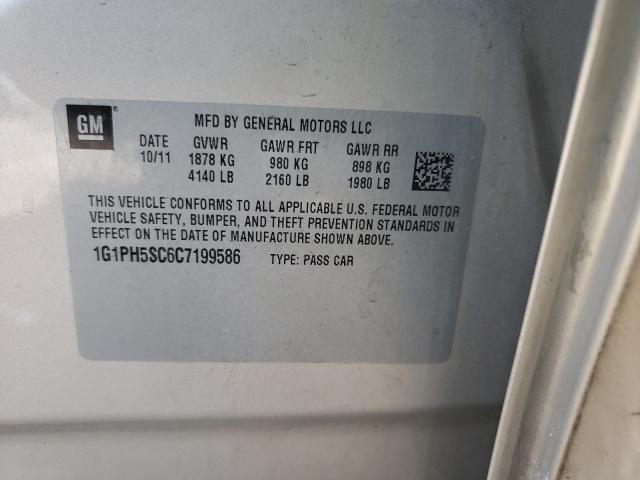 GM
MFD BY GENERAL MOTORS LLC
DATE GVWR GAWR FRT GAWR RR
10/11 1878 KG 980 KG 898 KG
4140 LB 2160 LB 1980 LB
THIS VEHICLE CONFORMS TO ALL APPLICABLE U.S. FEDERAL MOTOR
VEHICLE SAFETY, BUMPER, AND THEFT PREVENTION STANDARDS IN
EFFECT ON THE DATE OF MANUFACTURE SHOWN ABOVE.
1G1PH5SC6C7199586 TYPE: PASS CAR